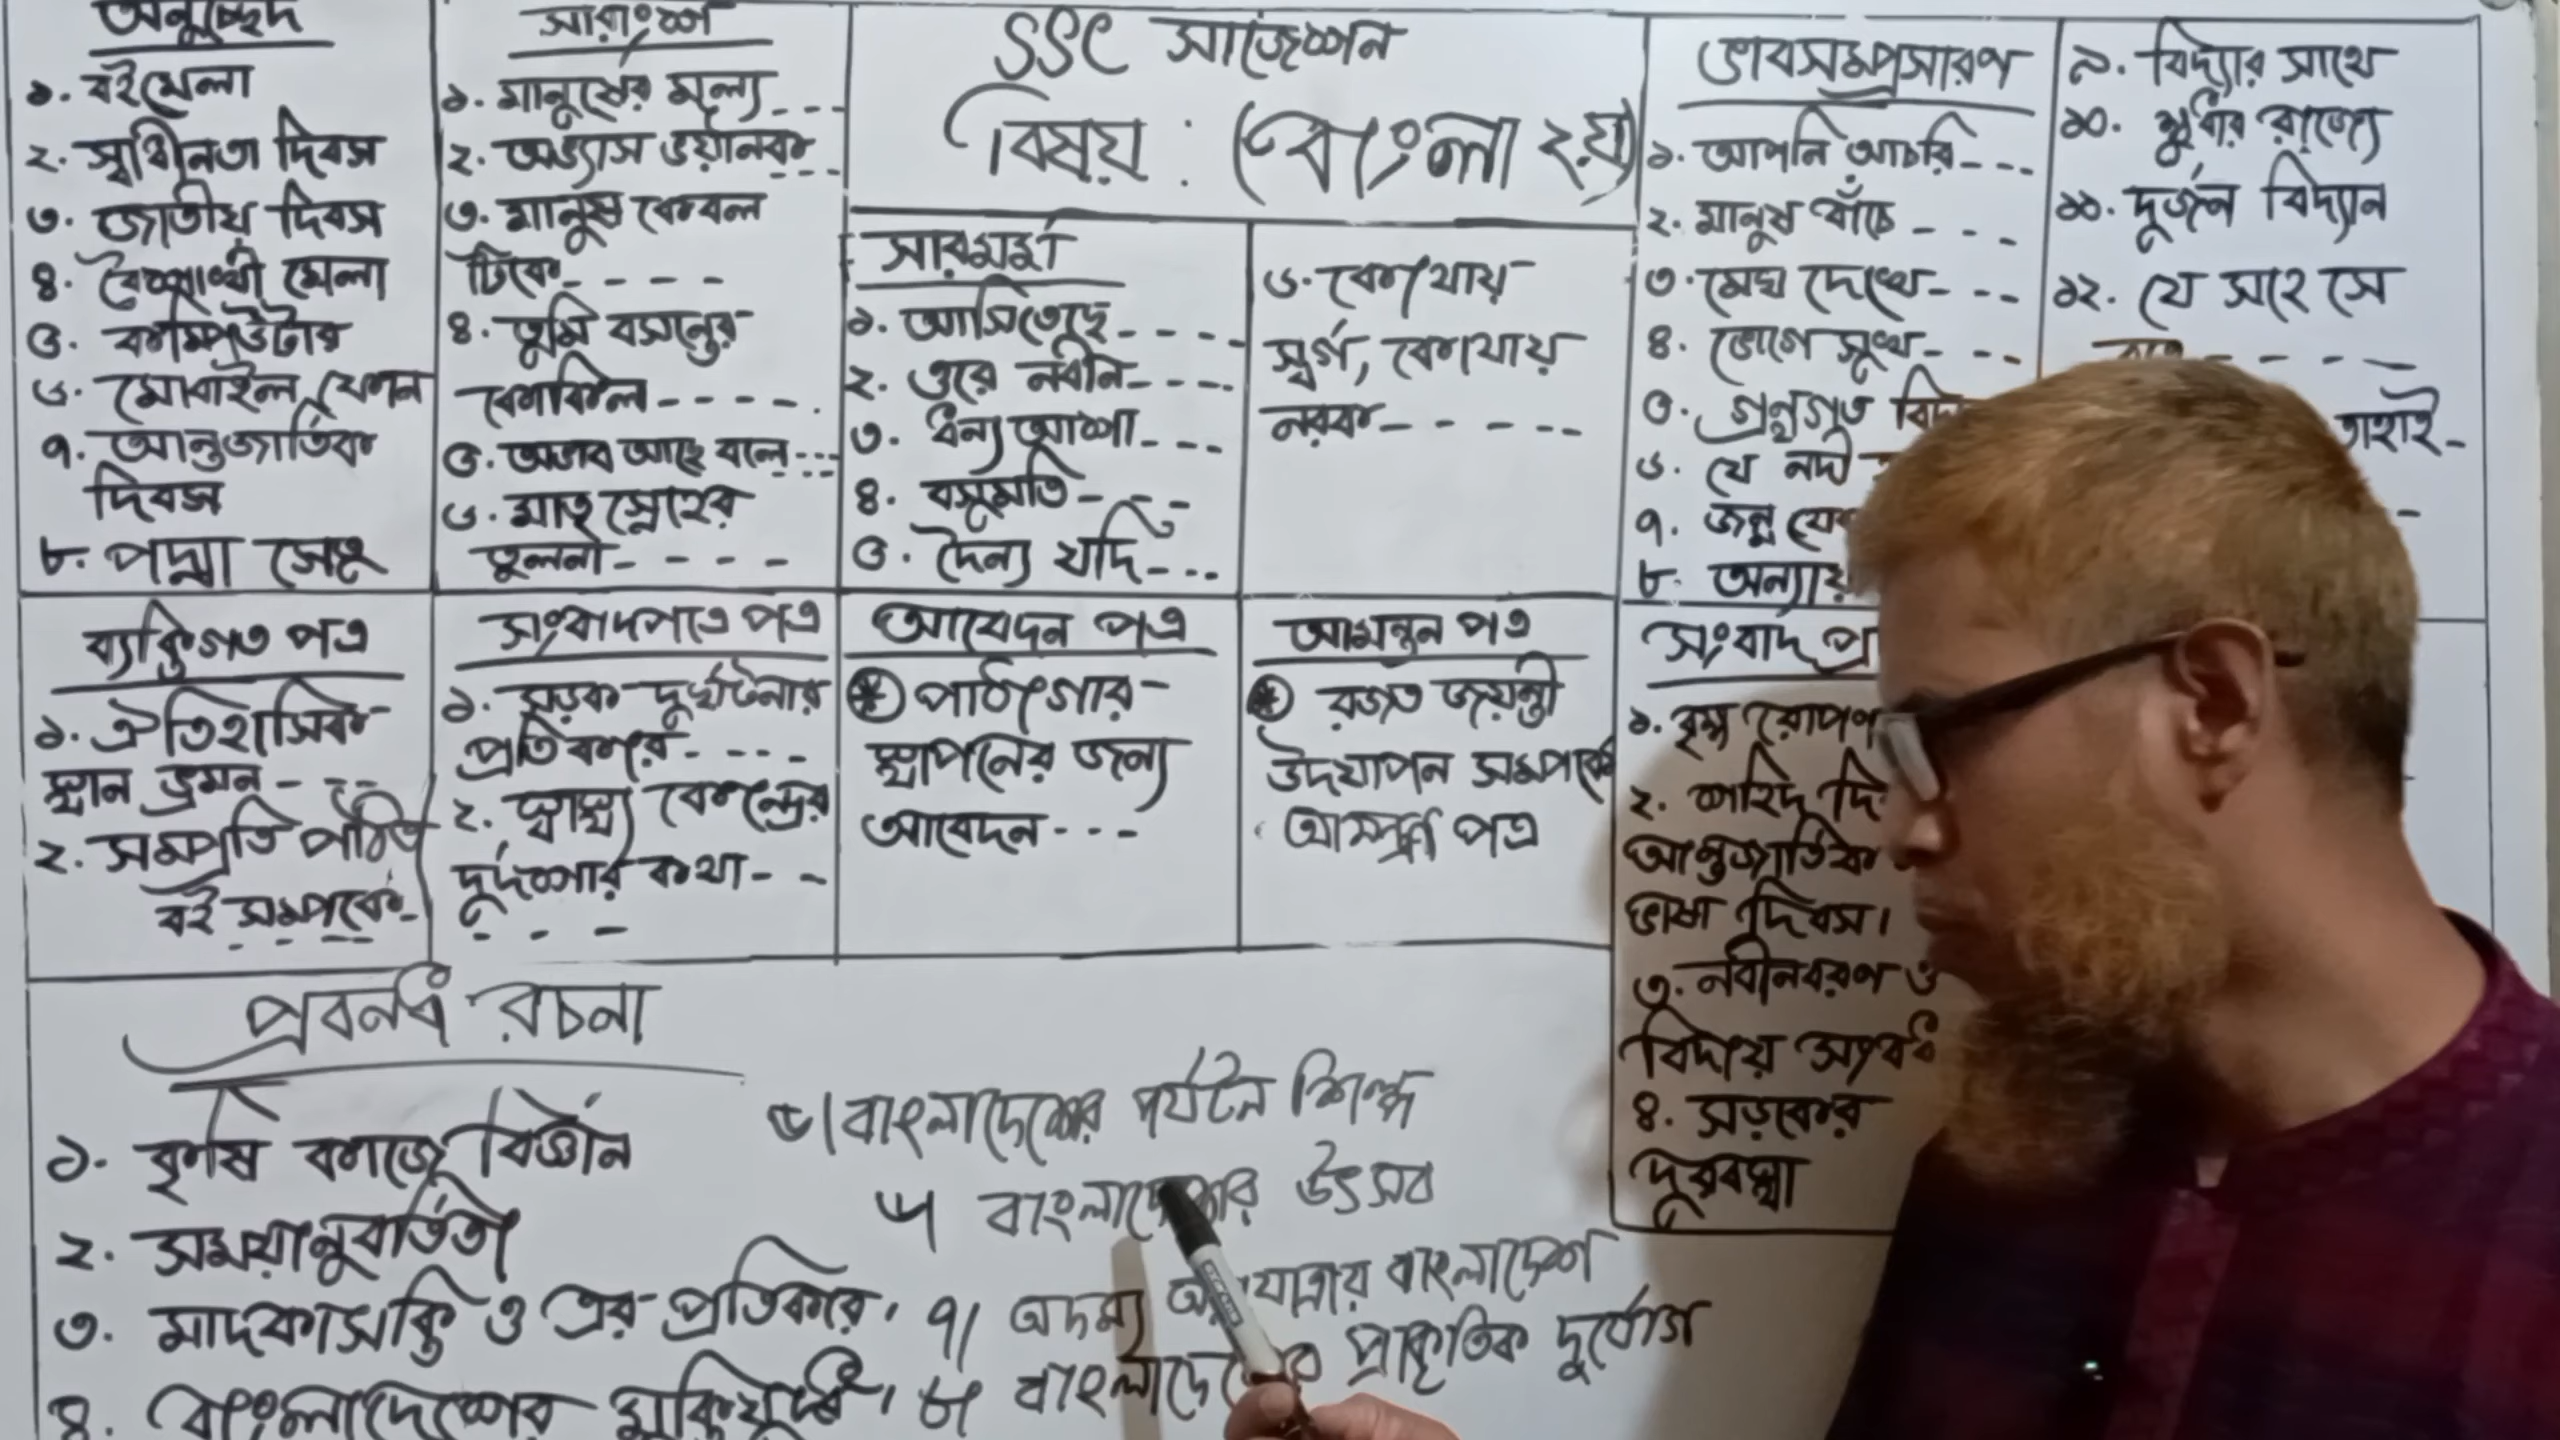 SSC সাজেশন
বিষয় : (বাংলা ২য়)
অনুচ্ছেদ
১. বইমেলা
২. স্বাধীনতা দিবস
৩. জাতীয় দিবস
৪. বৈশাখী মেলা
৫. কম্পিউটার
৬. মোবাইল ফোন
৭. আন্তজার্তিক
দিবস
৮. পদ্মা সেতু
সারাংশ
১. মানুষের মূল্য ---
২. অভ্যাস ভয়ানক ---
৩. মানুষ কেবল
টিকে - - - -
৪. তুমি বসন্তের
কোকিল - - - - -
৫. অভাব আছে বলে ---
৬. মাতৃ স্নেহের
তুলনা - - - -
সারমর্ম
১. আসিতেছে - - - -
২. ওরে নবীন - - - -
৩. ধন্য আশা - - -
৪. বসুমতি - - -
৫. দৈন্য যদি - - -
৬. কোথায়
স্বর্গ, কোথায়
নরক - - - - -
ভাবসম্প্রসারণ
১. আপনি আচরি - - -
২. মানুষ বাঁচে - - -
৩. মেঘ দেখে - - -
৪. ভোগে সুখ - - -
৫. গ্রন্থগত
৬. যে নদী
৭. জন্ম
৮. অন্যায়
৯. বিদ্যার সাথে
১০. ক্ষুধার রাজ্যে
১১. দুর্জন বিদ্যান
১২. যে সহে সে
রহে - - - -
তাহাই -
ব্যক্তিগত পত্র
১. ঐতিহাসিক
স্থান ভ্রমন - - -
২. সম্প্রতি পঠিত
বই সম্পর্কে -
সংবাদপত্রে পত্র
১. সড়ক দূর্ঘটনার
প্রতিকার - - - -
২. স্বাস্থ্য কেন্দ্রের
দূর্দশার কথা - -
- - -
আবেদন পত্র
* পাঠাগার
স্থাপনের জন্য
আবেদন - - -
আমন্ত্রন পত্র
* রজত জয়ন্তী
উদযাপন সম্পর্কে
পত্র
সংবাদ
১. বৃক্ষ রোপণ
২. শহিদ
আন্তজার্তিক
ভাষা দিবস।
৩. নবীনবরণ ও
বিদায়
৪. সড়কের
দূরবস্থা
প্রবন্ধ রচনা
১. কৃষি কাজে বিজ্ঞান
২. সময়ানুবর্তিতা
৩. মাদকাসক্তি ও এর প্রতিকার।
৪. বাংলাদেশের মুক্তিযুদ্ধ।
৫। বাংলাদেশের পর্যটন শিল্প
৬। বাংলাদেশের উৎসব
৭। অদম্য অগ্রযাত্রায় বাংলাদেশ
৮। বাংলাদেশের প্রাকৃতিক দুর্যোগ